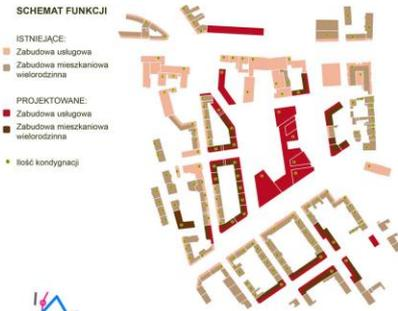 SCHEMAT FUNKCJI
ISTNIEJĄCE:
Zabudowa usługowa
Zabudowa mieszkaniowa
wielorodzinna
PROJEKTOWANE:
Zabudowa usługowa
Zabudowa mieszkaniowa
wielorodzinna
Ilość kondygnacji